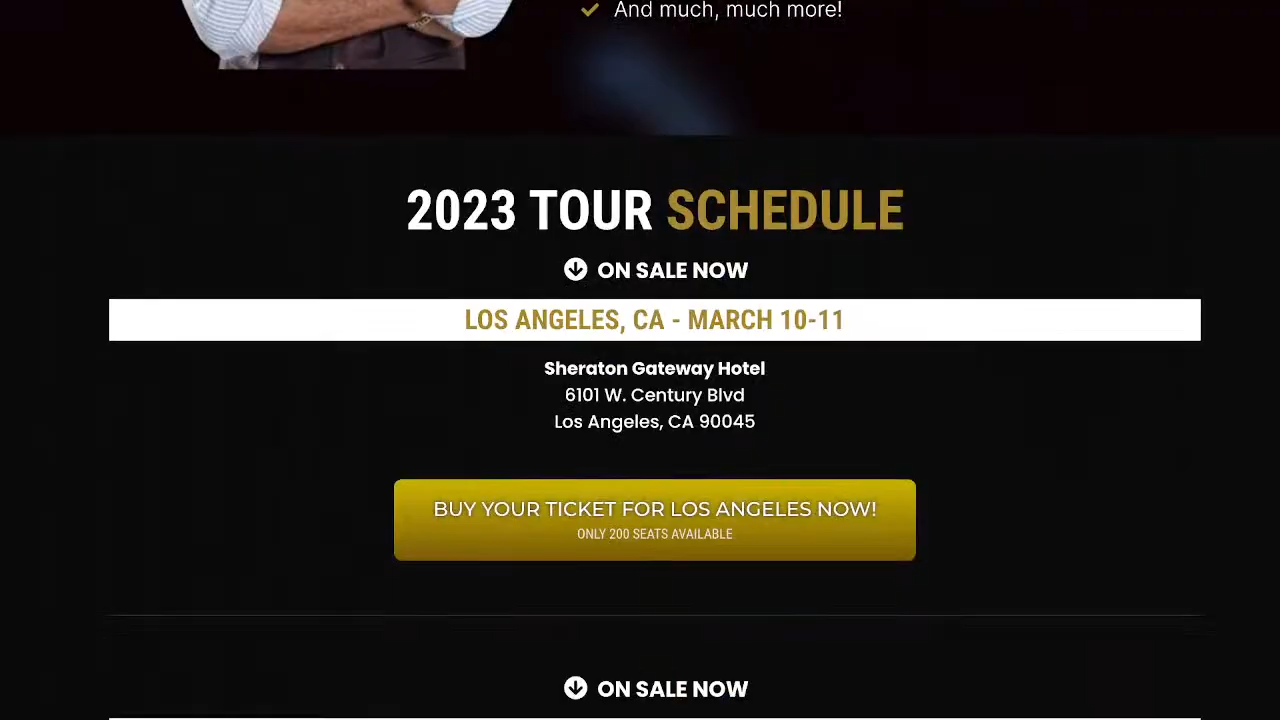 And much, much more!
2023 TOUR SCHEDULE
ON SALE NOW
LOS ANGELES, CA - MARCH 10-11
Sheraton Gateway Hotel
6101 W. Century Blvd
Los Angeles, CA 90045
BUY YOUR TICKET FOR LOS ANGELES NOW!
ONLY 200 SEATS AVAILABLE
ON SALE NOW